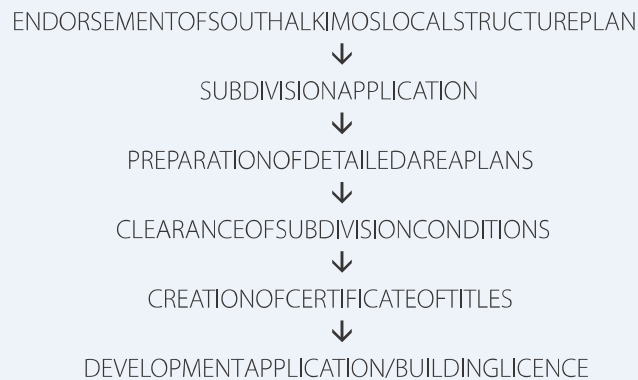 ENDORSEMENTOFSOUTHALKIMOSLOCALSTRUCTUREPLAN
SUBDIVISIONAPPLICATION
PREPARATIONOFDETAILEDAREAPLANS
CLEARANCEOFSUBDIVISIONCONDITIONS
CREATIONOFCERTIFICATEOFTITLES
DEVELOPMENTAPPLICATION/BUILDINGLICENCE